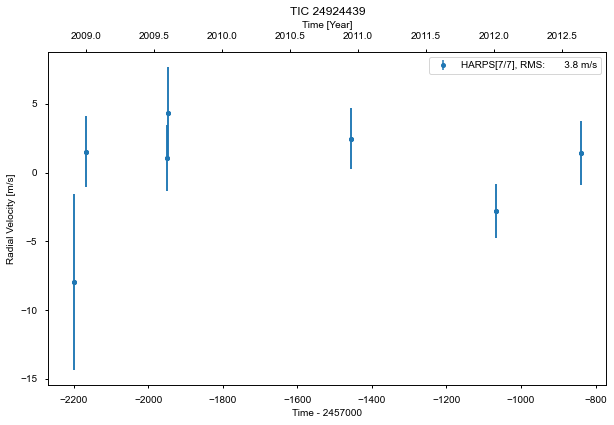 TIC 24924439
Time [Year]
2009.0 2009.5 2010.0 2010.5 2011.0 2011.5 2012.0 2012.5
HARPS[7/7], RMS: 3.8 m/s
Radial Velocity [m/s]
5
0
−5
−10
−15
−2200 −2000 −1800 −1600 −1400 −1200 −1000 −800
Time - 2457000